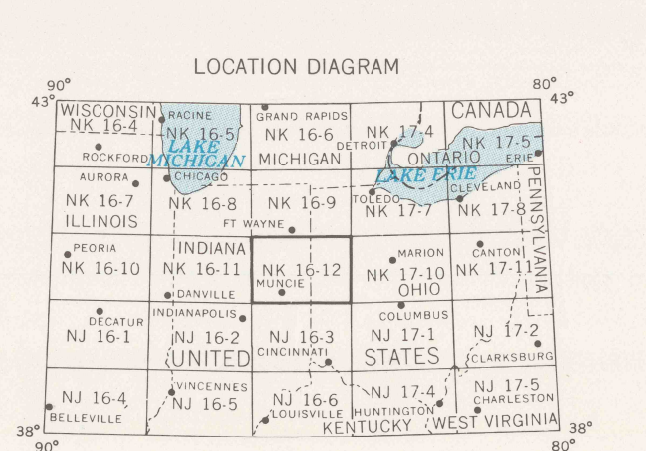 LOCATION DIAGRAM
90°
80°
43°
43°
WISCONSIN
NK 16-4
RACINE
NK 16-5
GRAND RAPIDS
NK 16-6
NK 17-4
CANADA
NK 17-5
LAKE
MICHIGAN
ROCKFORD
MICHIGAN
DETROIT
ONTARIO
ERIE
AURORA
CHICAGO
LAKE ERIE
CLEVELAND
PENNSYLVANIA
NK 16-7
NK 16-8
NK 16-9
TOLEDO
NK 17-7
NK 17-8
ILLINOIS
FT WAYNE
PEORIA
NK 16-10
INDIANA
NK 16-11
NK 16-12
MUNCIE
MARION
NK 17-10
OHIO
CANTON
NK 17-11
DANVILLE
DECATUR
NJ 16-1
INDIANAPOLIS
NJ 16-2
NJ 16-3
COLUMBUS
NJ 17-1
NJ 17-2
UNITED
CINCINNATI
STATES
CLARKSBURG
NJ 16-4
BELLEVILLE
VINCENNES
NJ 16-5
NJ 16-6
LOUISVILLE
NJ 17-4
HUNTINGTON
NJ 17-5
CHARLESTON
KENTUCKY
WEST VIRGINIA
38°
38°
90°
80°